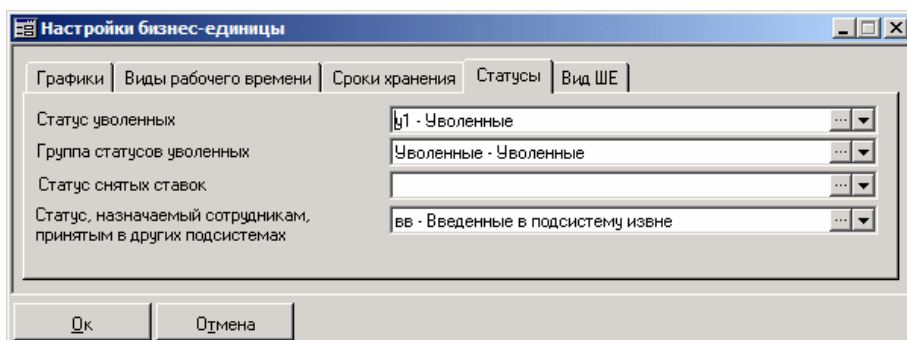 Настройки бизнес-единицы
Графики Виды рабочего времени Сроки хранения Статусы Вид ШЕ
Статус уволенных у1 - Уволенные
Группа статусов уволенных Уволенные - Уволенные
Статус снятых ставок
Статус, назначаемый сотрудникам,
принятым в других подсистемах вв - Введенные в подсистему извне
Ок Отмена